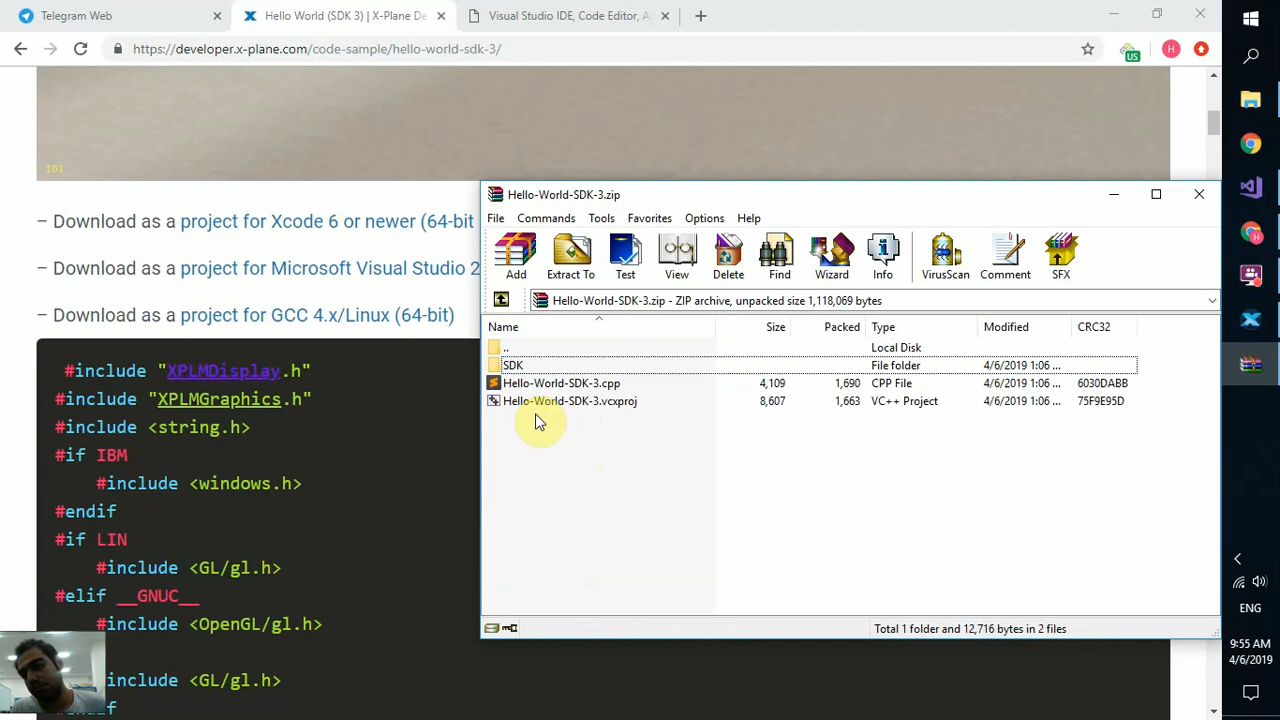 Telegram Web
Hello World (SDK 3) | X-Plane De
Visual Studio IDE, Code Editor, A
https://developer.x-plane.com/code-sample/hello-world-sdk-3/
US
H
101
– Download as a project for Xcode 6 or newer (64-bit
– Download as a project for Microsoft Visual Studio 2
– Download as a project for GCC 4.x/Linux (64-bit)
#include "XPLMDisplay.h"
#include "XPLMGraphics.h"
#include <string.h>
#if IBM
#include <windows.h>
#endif
#if LIN
#include <GL/gl.h>
#elif __GNUC__
#include <OpenGL/gl.h>
include <GL/gl.h>
Hello-World-SDK-3.zip
File Commands Tools Favorites Options Help
Add Extract To Test View Delete Find Wizard Info VirusScan Comment SFX
Hello-World-SDK-3.zip - ZIP archive, unpacked size 1,118,069 bytes
Name Size Packed Type Modified CRC32
.. Local Disk
SDK File folder 4/6/2019 1:06 ...
Hello-World-SDK-3.cpp 4,109 1,690 CPP File 4/6/2019 1:06 ... 6030DABB
Hello-World-SDK-3.vcxproj 8,607 1,663 VC++ Project 4/6/2019 1:06 ... 75F9E95D
Total 1 folder and 12,716 bytes in 2 files
ENG
9:55 AM
4/6/2019